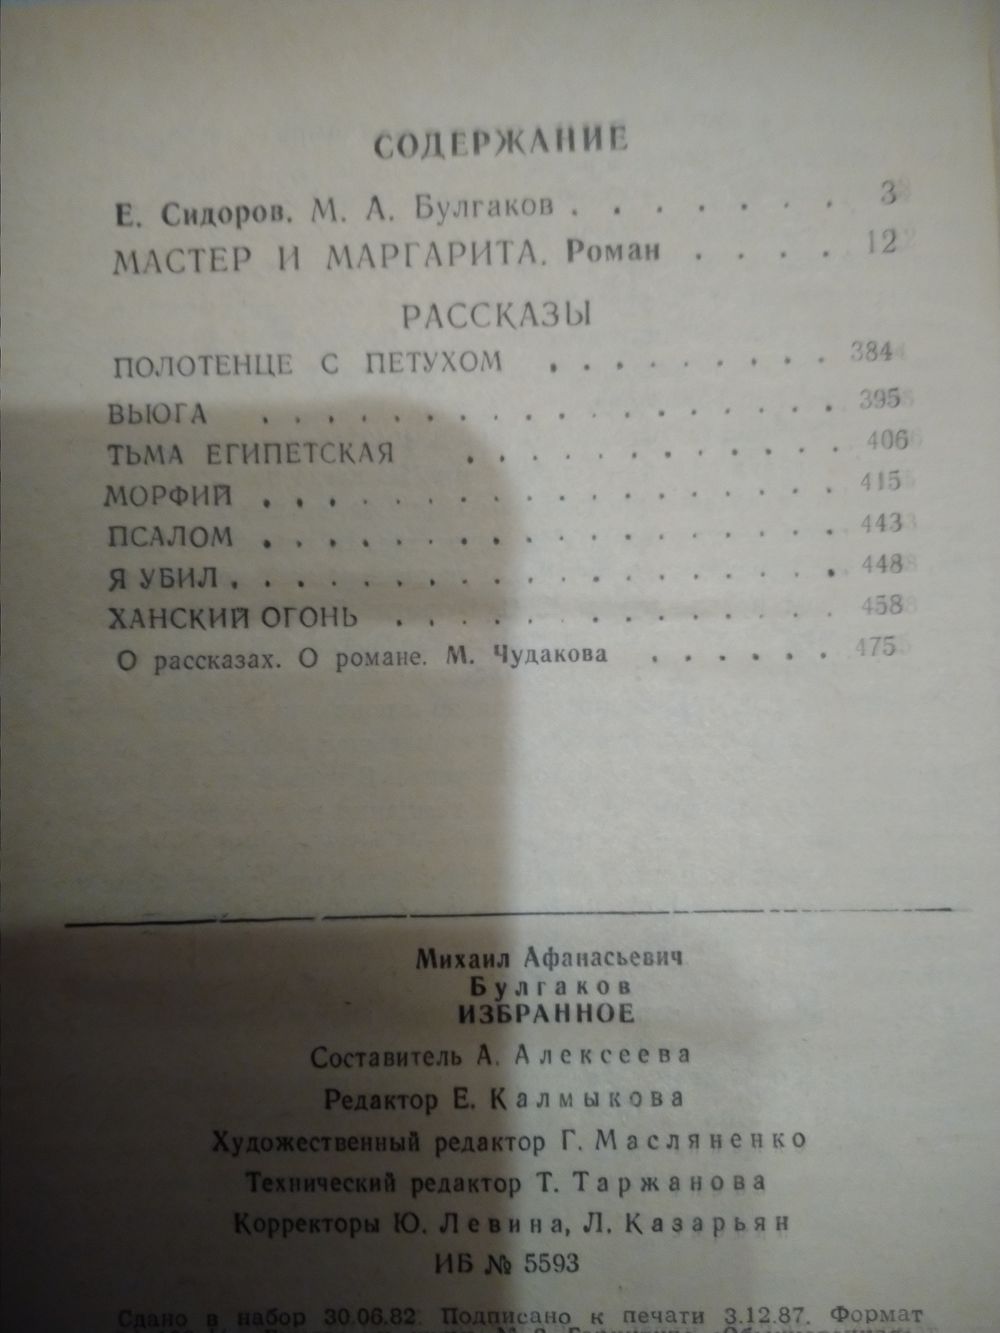 СОДЕРЖАНИЕ
Е. Сидоров. М. А. Булгаков . . . . . . . . 3
МАСТЕР И МАРГАРИТА. Роман . . . . 12
РАССКАЗЫ
ПОЛОТЕНЦЕ С ПЕТУХОМ . . . . . . . . . 384
ВЬЮГА . . . . . . . . . . . . . . . . . . 395
ТЬМА ЕГИПЕТСКАЯ . . . . . . . . . . . . 406
МОРФИЙ . . . . . . . . . . . . . . . . . . 415
ПСАЛОМ . . . . . . . . . . . . . . . . . . 443
Я УБИЛ . . . . . . . . . . . . . . . . . . . 448
ХАНСКИЙ ОГОНЬ . . . . . . . . . . . . . . 458
О рассказах. О романе. М. Чудакова . . . . . . 475
Михаил Афанасьевич
Булгаков
ИЗБРАННОЕ
Составитель А. Алексеева
Редактор Е. Калмыкова
Художественный редактор Г. Масляненко
Технический редактор Т. Таржанова
Корректоры Ю. Левина, Л. Казарьян
ИБ № 5593
Сдано в набор 30.06.82. Подписано к печати 3.12.87. Формат